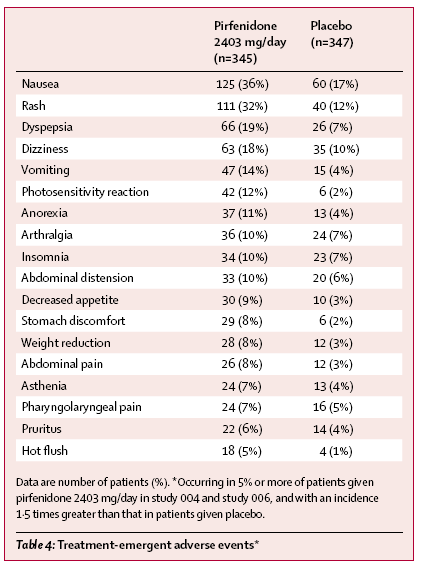 Pirfenidone 2403 mg/day (n=345) Placebo (n=347)
Nausea 125 (36%) 60 (17%)
Rash 111 (32%) 40 (12%)
Dyspepsia 66 (19%) 26 (7%)
Dizziness 63 (18%) 35 (10%)
Vomiting 47 (14%) 15 (4%)
Photosensitivity reaction 42 (12%) 6 (2%)
Anorexia 37 (11%) 13 (4%)
Arthralgia 36 (10%) 24 (7%)
Insomnia 34 (10%) 23 (7%)
Abdominal distension 33 (10%) 20 (6%)
Decreased appetite 30 (9%) 10 (3%)
Stomach discomfort 29 (8%) 6 (2%)
Weight reduction 28 (8%) 12 (3%)
Abdominal pain 26 (8%) 12 (3%)
Asthenia 24 (7%) 13 (4%)
Pharyngolaryngeal pain 24 (7%) 16 (5%)
Pruritus 22 (6%) 14 (4%)
Hot flush 18 (5%) 4 (1%)
Data are number of patients (%). *Occurring in 5% or more of patients given
pirfenidone 2403 mg/day in study 004 and study 006, and with an incidence
1·5 times greater than that in patients given placebo.
Table 4: Treatment-emergent adverse events*